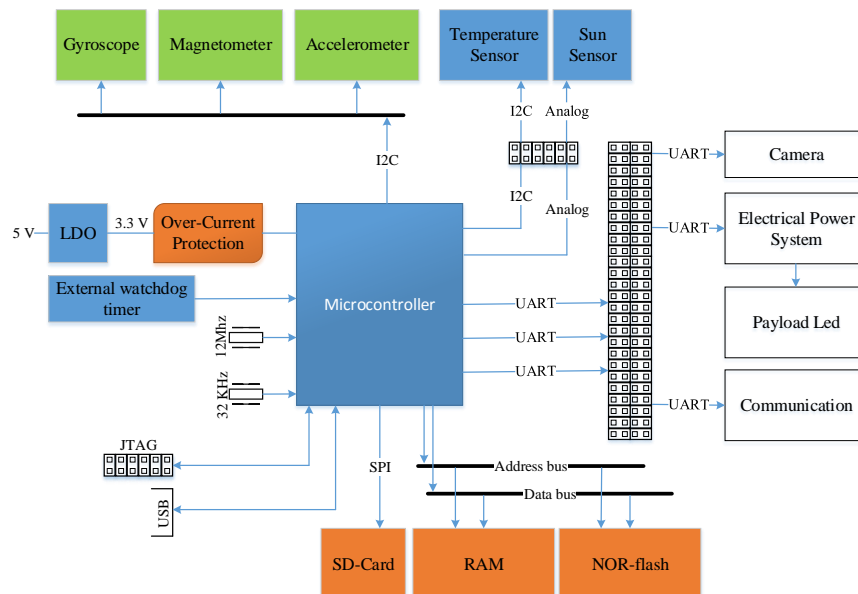 Gyroscope
Magnetometer
Accelerometer
Temperature
Sensor
Sun
Sensor
I2C
Analog
I2C
I2C
Analog
UART
Camera
5 V
LDO
3.3 V
Over-Current
Protection
UART
Electrical Power
System
External watchdog
timer
Microcontroller
UART
Payload Led
12Mhz
UART
32 KHz
UART
UART
Communication
JTAG
SPI
Address bus
USB
Data bus
SD-Card
RAM
NOR-flash